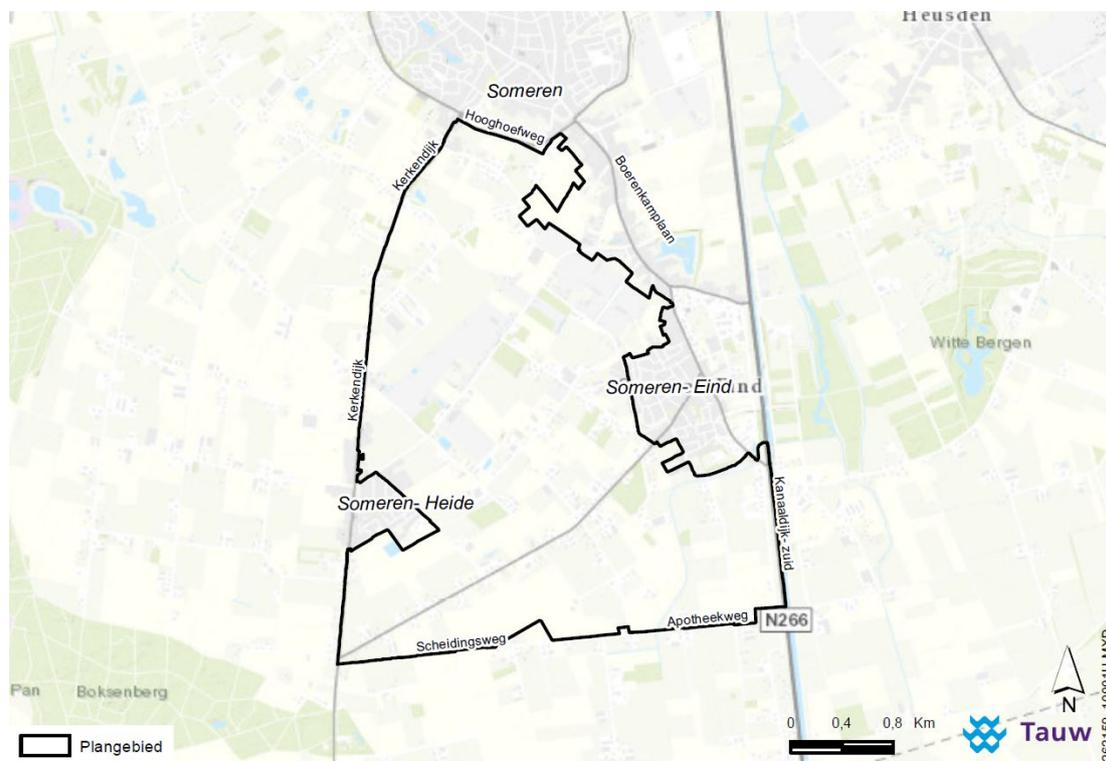 Heusden
Someren
Hooghoefweg
Kerkendijk
Boerenkamplaan
Witte Bergen
Kerkendijk
Someren- Eind
Someren- Heide
Kanaaldijk-zuid
Apotheekweg
N266
Scheidingsweg
Pan
Boksenberg
N
Plangebied
0 0,4 0,8 Km
Tauw